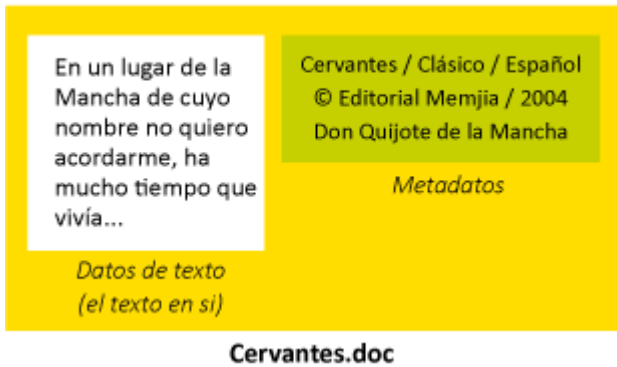 En un lugar de la
Mancha de cuyo
nombre no quiero
acordarme, ha
mucho tiempo que
vivía...
Datos de texto
(el texto en si)
Cervantes / Clásico / Español
© Editorial Memjia / 2004
Don Quijote de la Mancha
Metadatos
Cervantes.doc